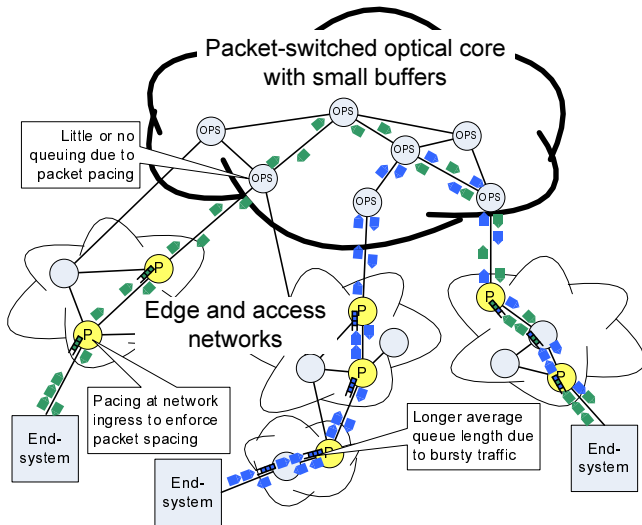 Packet-switched optical core
with small buffers
OPS
OPS
OPS
OPS
OPS
OPS
OPS
Little or no
queuing due to
packet pacing
P
P
P
P
P
P
P
Edge and access
networks
Pacing at network
ingress to enforce
packet spacing
Longer average
queue length due
to bursty traffic
End-
system
End-
system
End-
system